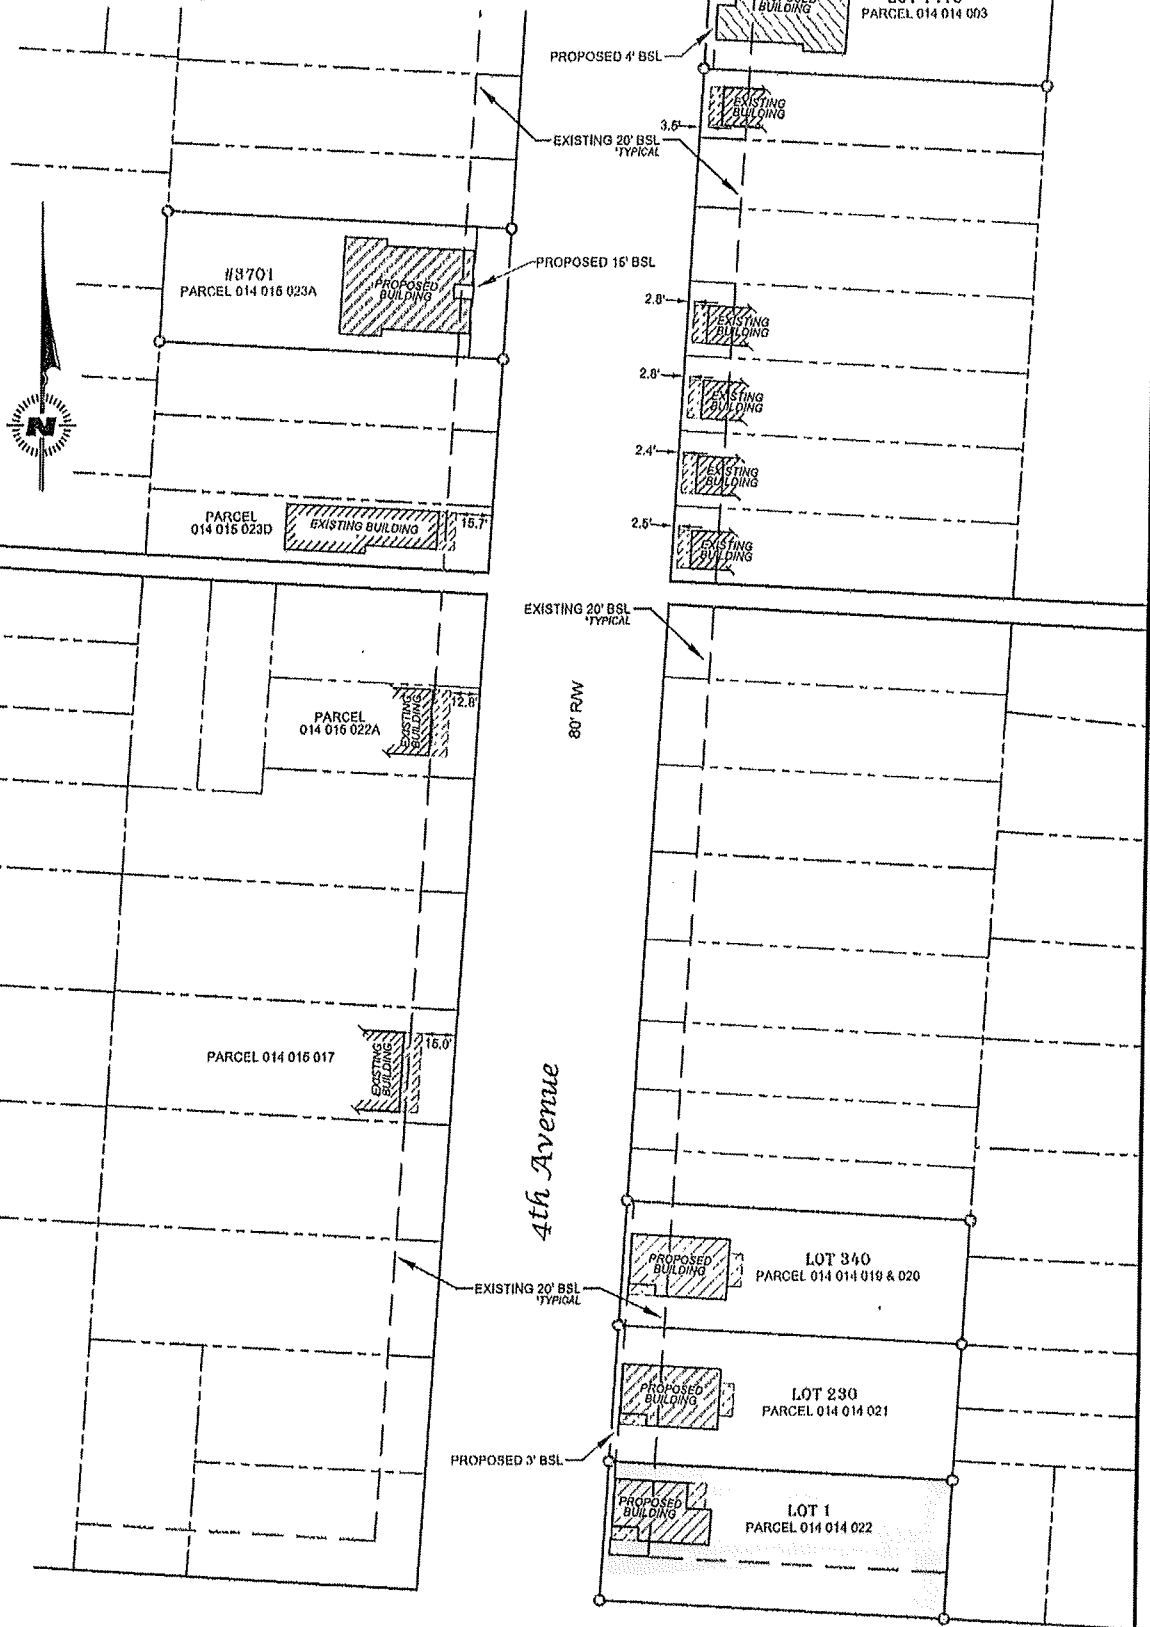 BUILDING
PARCEL 014 014 003
PROPOSED 4' BSL
EXISTING
BUILDING
3.5'
EXISTING 20' BSL
*TYPICAL
#3701
PARCEL 014 015 023A
PROPOSED
BUILDING
PROPOSED 15' BSL
2.8'
EXISTING
BUILDING
2.8'
EXISTING
BUILDING
N
2.4'
EXISTING
BUILDING
PARCEL
014 015 023D
EXISTING BUILDING
15.7'
2.5'
EXISTING
BUILDING
EXISTING 20' BSL
*TYPICAL
PARCEL
014 015 022A
EXISTING
BUILDING
12.8'
80' R/W
PARCEL 014 015 017
EXISTING
BUILDING
15.0'
4th Avenue
PROPOSED
BUILDING
LOT 340
PARCEL 014 014 019 & 020
EXISTING 20' BSL
*TYPICAL
PROPOSED
BUILDING
LOT 230
PARCEL 014 014 021
PROPOSED 3' BSL
PROPOSED
BUILDING
LOT 1
PARCEL 014 014 022